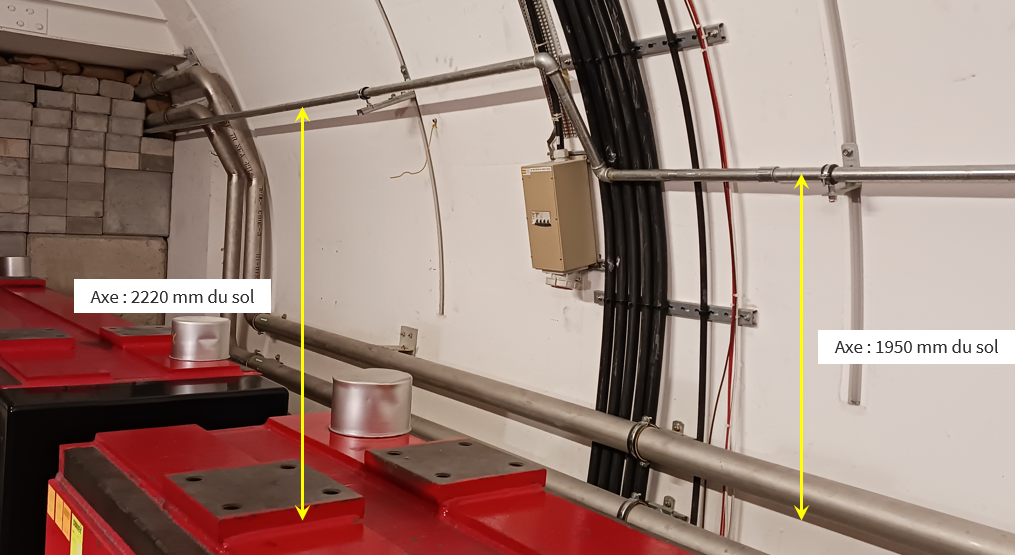 Axe : 2220 mm du sol
Axe : 1950 mm du sol